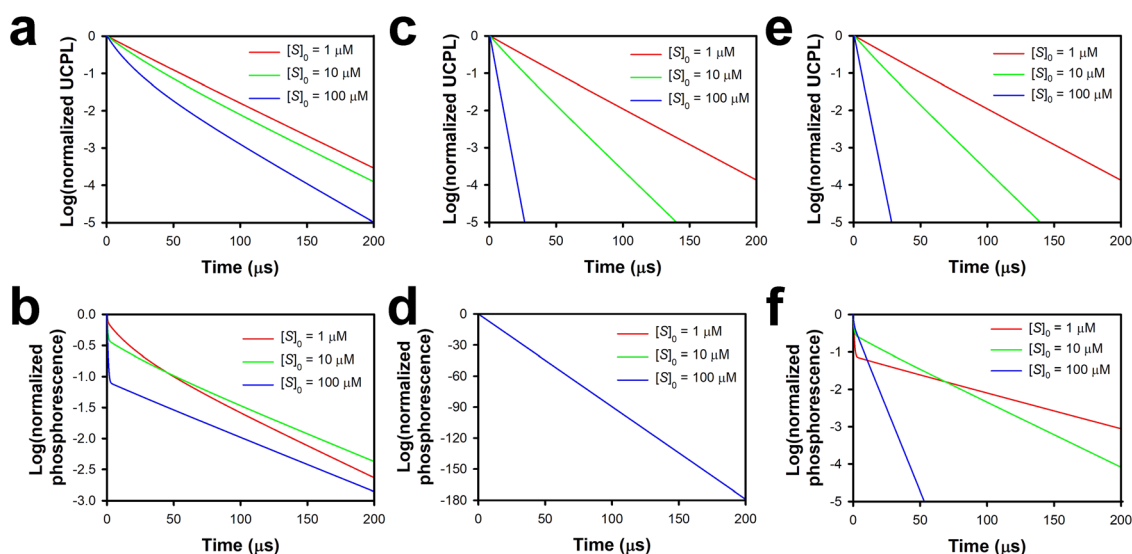 a
0
-1
-2
-3
-4
-5
Log(normalized UCPL)
[S]₀ = 1 μM
[S]₀ = 10 μM
[S]₀ = 100 μM
0 50 100 150 200
Time (μs)
c
0
-1
-2
-3
-4
-5
Log(normalized UCPL)
[S]₀ = 1 μM
[S]₀ = 10 μM
[S]₀ = 100 μM
0 50 100 150 200
Time (μs)
e
0
-1
-2
-3
-4
-5
Log(normalized UCPL)
[S]₀ = 1 μM
[S]₀ = 10 μM
[S]₀ = 100 μM
0 50 100 150 200
Time (μs)
b
0.0
-0.5
-1.0
-1.5
-2.0
-2.5
-3.0
Log(normalized
phosphorescence)
[S]₀ = 1 μM
[S]₀ = 10 μM
[S]₀ = 100 μM
0 50 100 150 200
Time (μs)
d
0
-30
-60
-90
-120
-150
-180
Log(normalized
phosphorescence)
[S]₀ = 1 μM
[S]₀ = 10 μM
[S]₀ = 100 μM
0 50 100 150 200
Time (μs)
f
0
-1
-2
-3
-4
-5
Log(normalized
phosphorescence)
[S]₀ = 1 μM
[S]₀ = 10 μM
[S]₀ = 100 μM
0 50 100 150 200
Time (μs)